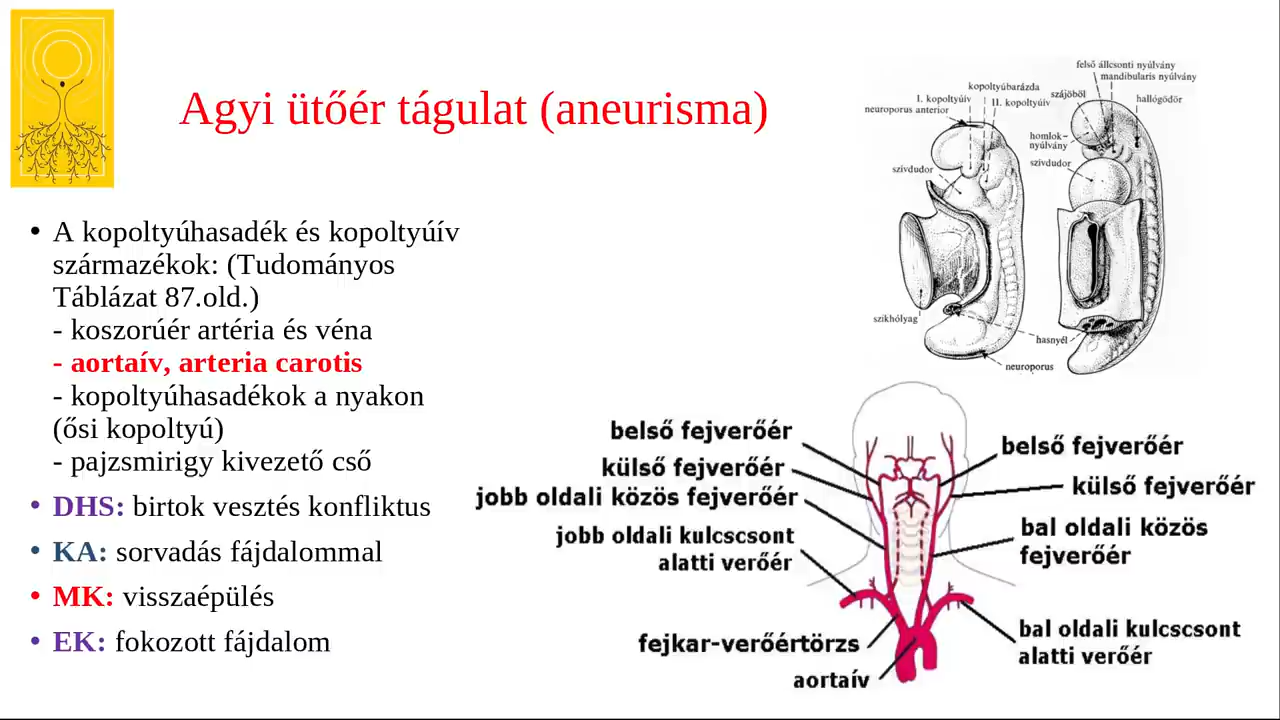 Agyi ütőér tágulat (aneurisma)
• A kopoltyúhasadék és kopoltyúív
származékok: (Tudományos
Táblázat 87.old.)
- koszorúér artéria és véna
- aortaív, arteria carotis
- kopoltyúhasadékok a nyakon
(ősi kopoltyú)
- pajzsmirigy kivezető cső
• DHS: birtok vesztés konfliktus
• KA: sorvadás fájdalommal
• MK: visszaépülés
• EK: fokozott fájdalom
felső állcsonti nyúlvány
mandibularis nyúlvány
kopoltyúbarázda
szájöböl
I. kopoltyúív
II. kopoltyúív
hallógödör
neuroporus anterior
homlok-
nyúlvány
szívdudor
szívdudor
szikhólyag
hasnyél
neuroporus
belső fejverőér
külső fejverőér
jobb oldali közös fejverőér
jobb oldali kulcscsont
alatti verőér
fejkar-verőértörzs
aortaív
belső fejverőér
külső fejverőér
bal oldali közös
fejverőér
bal oldali kulcscsont
alatti verőér